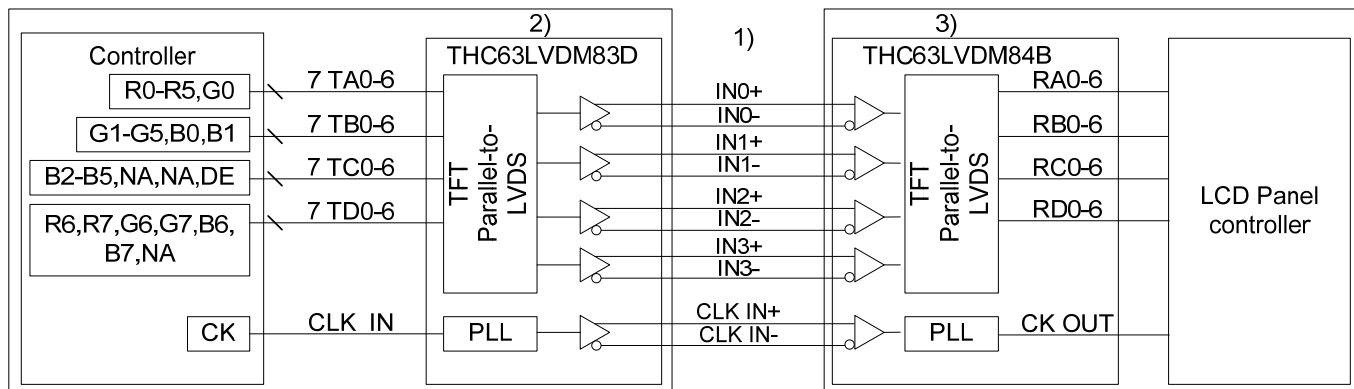 2)
1)
3)
Controller
THC63LVDM83D
THC63LVDM84B
R0-R5,G0
7 TA0-6
IN0+
IN0-
RA0-6
G1-G5,B0,B1
7 TB0-6
IN1+
IN1-
RB0-6
B2-B5,NA,NA,DE
7 TC0-6
IN2+
IN2-
RC0-6
R6,R7,G6,G7,B6,
B7,NA
7 TD0-6
IN3+
IN3-
RD0-6
TFT
Parallel-to-
LVDS
TFT
Parallel-to-
LVDS
LCD Panel
controller
CK
CLK IN
PLL
CLK IN+
CLK IN-
PLL
CK OUT